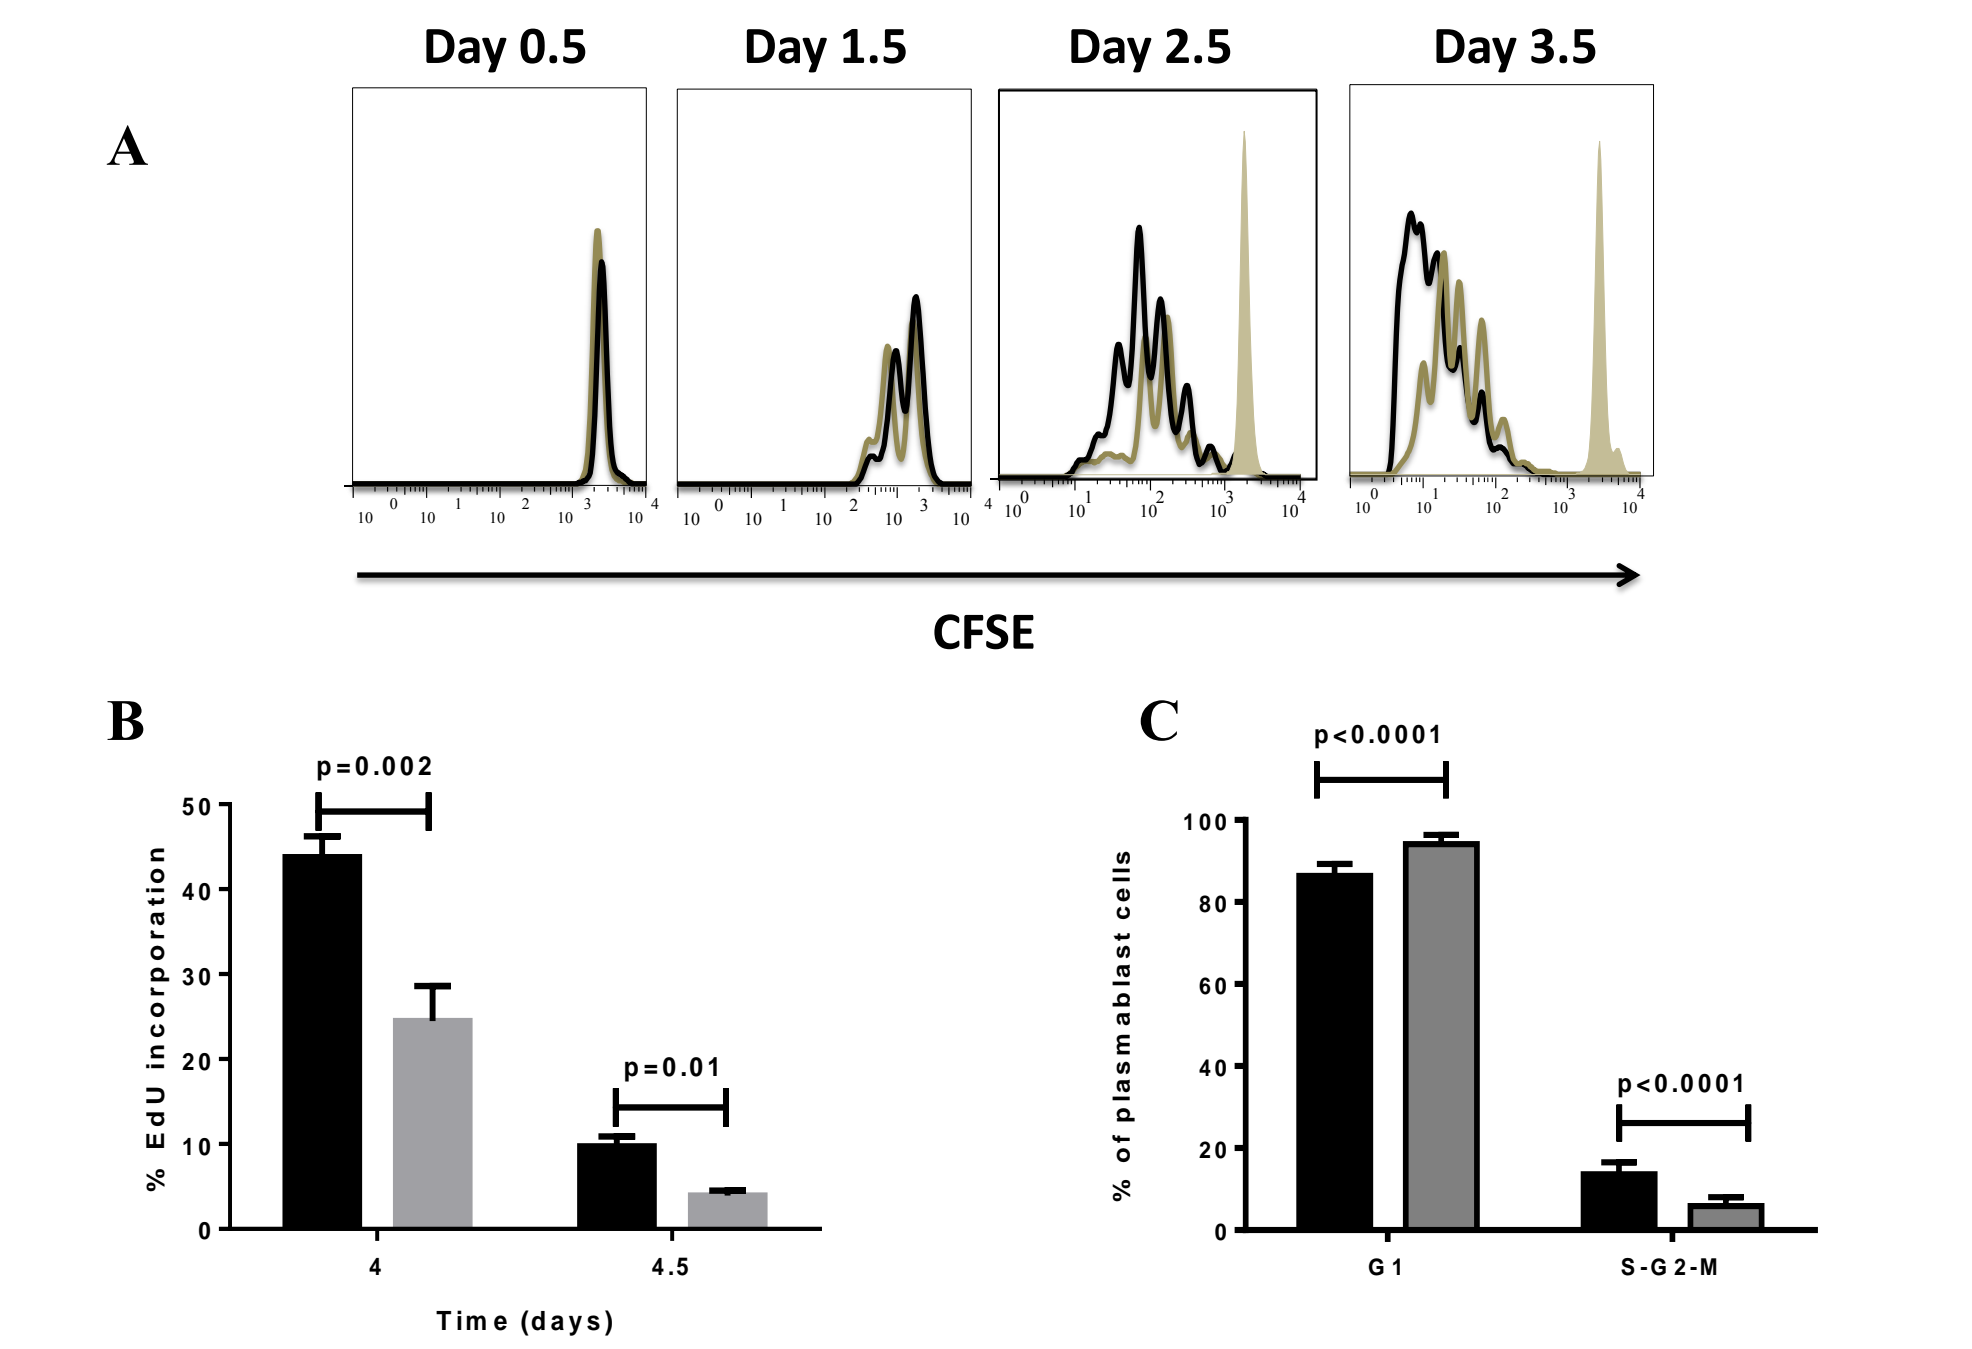 Day 0.5 Day 1.5 Day 2.5 Day 3.5
A
0 1 2 3 4 0 1 2 3 4 0 1 2 3 4 0 1 2 3 4
10 10 10 10 10 10 10 10 10 10 10 10 10 10 10 10 10 10 10 10
CFSE
B
p=0.002
50
40
30
20
10
0
% EdU incorporation
p=0.01
4 4.5
Time (days)
C
p<0.0001
100
80
60
40
20
0
% of plasmablast cells
p<0.0001
G1 S-G2-M